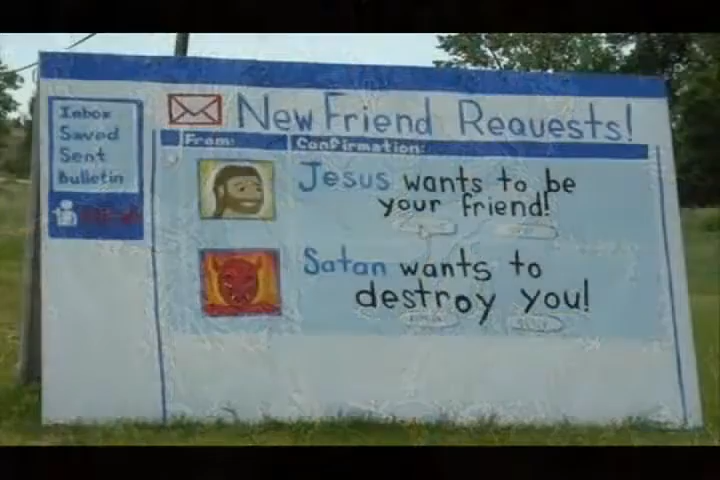 New Friend Requests!
Inbox
Saved
Sent
Bulletin
From:
Confirmation:
Jesus wants to be
your friend!
Satan wants to
destroy you!